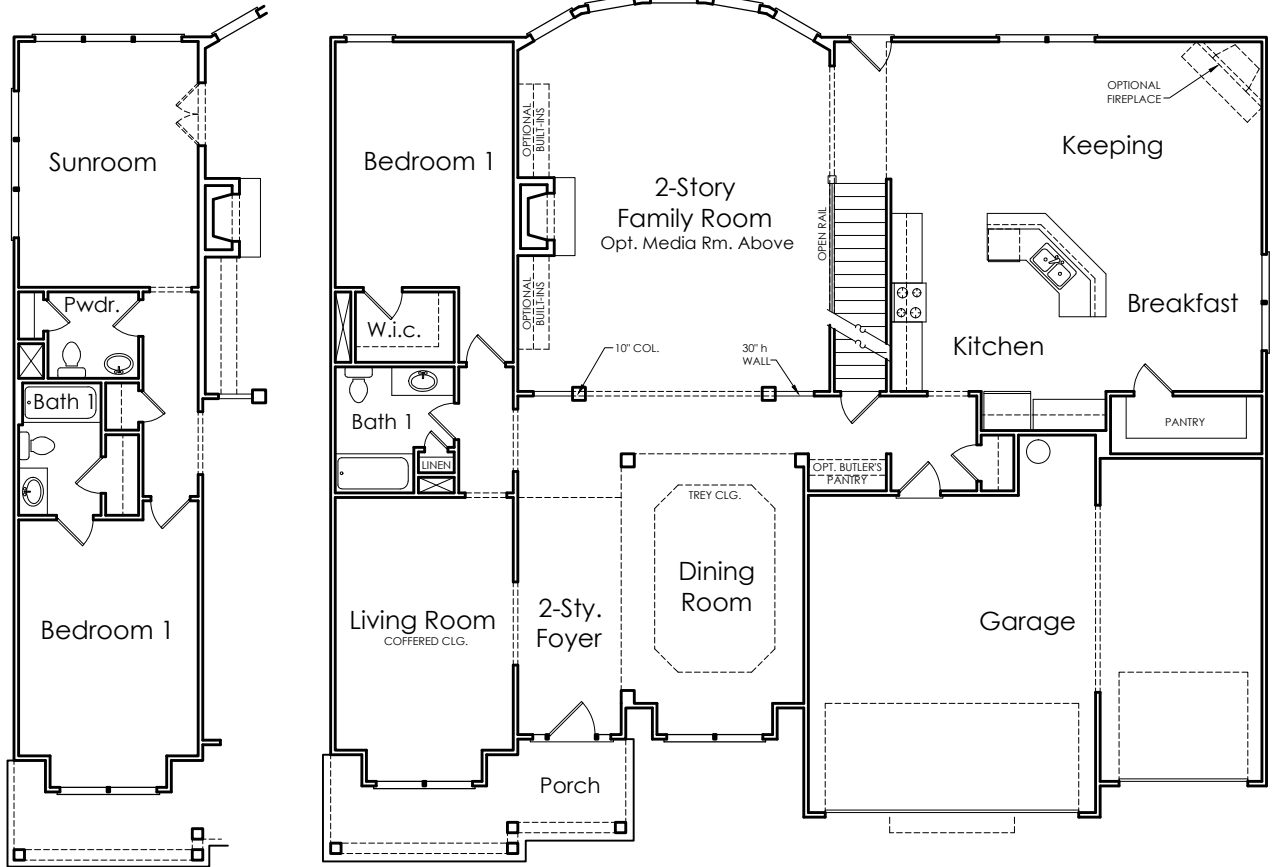 Sunroom
Pwdr.
Bath 1
Bedroom 1
Bedroom 1
OPTIONAL
BUILT-INS
2-Story
Family Room
Opt. Media Rm. Above
OPEN RAIL
OPTIONAL
FIREPLACE
Keeping
Breakfast
Kitchen
W.i.c.
OPTIONAL
BUILT-INS
10" COL.
30" h
WALL
Bath 1
LINEN
PANTRY
OPT. BUTLER'S
PANTRY
TREY CLG.
Dining
Room
Living Room
COFFERED CLG.
2-Sty.
Foyer
Garage
Porch